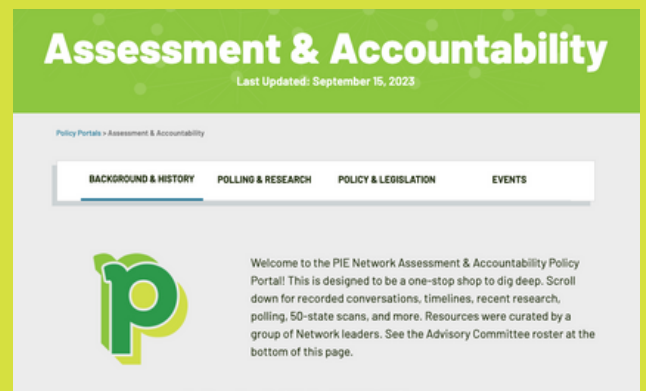 Assessment & Accountability
Last Updated: September 15, 2023
Policy Portals > Assessment & Accountability
BACKGROUND & HISTORY POLLING & RESEARCH POLICY & LEGISLATION EVENTS
p
Welcome to the PIE Network Assessment & Accountability Policy
Portal! This is designed to be a one-stop shop to dig deep. Scroll
down for recorded conversations, timelines, recent research,
polling, 50-state scans, and more. Resources were curated by a
group of Network leaders. See the Advisory Committee roster at the
bottom of this page.